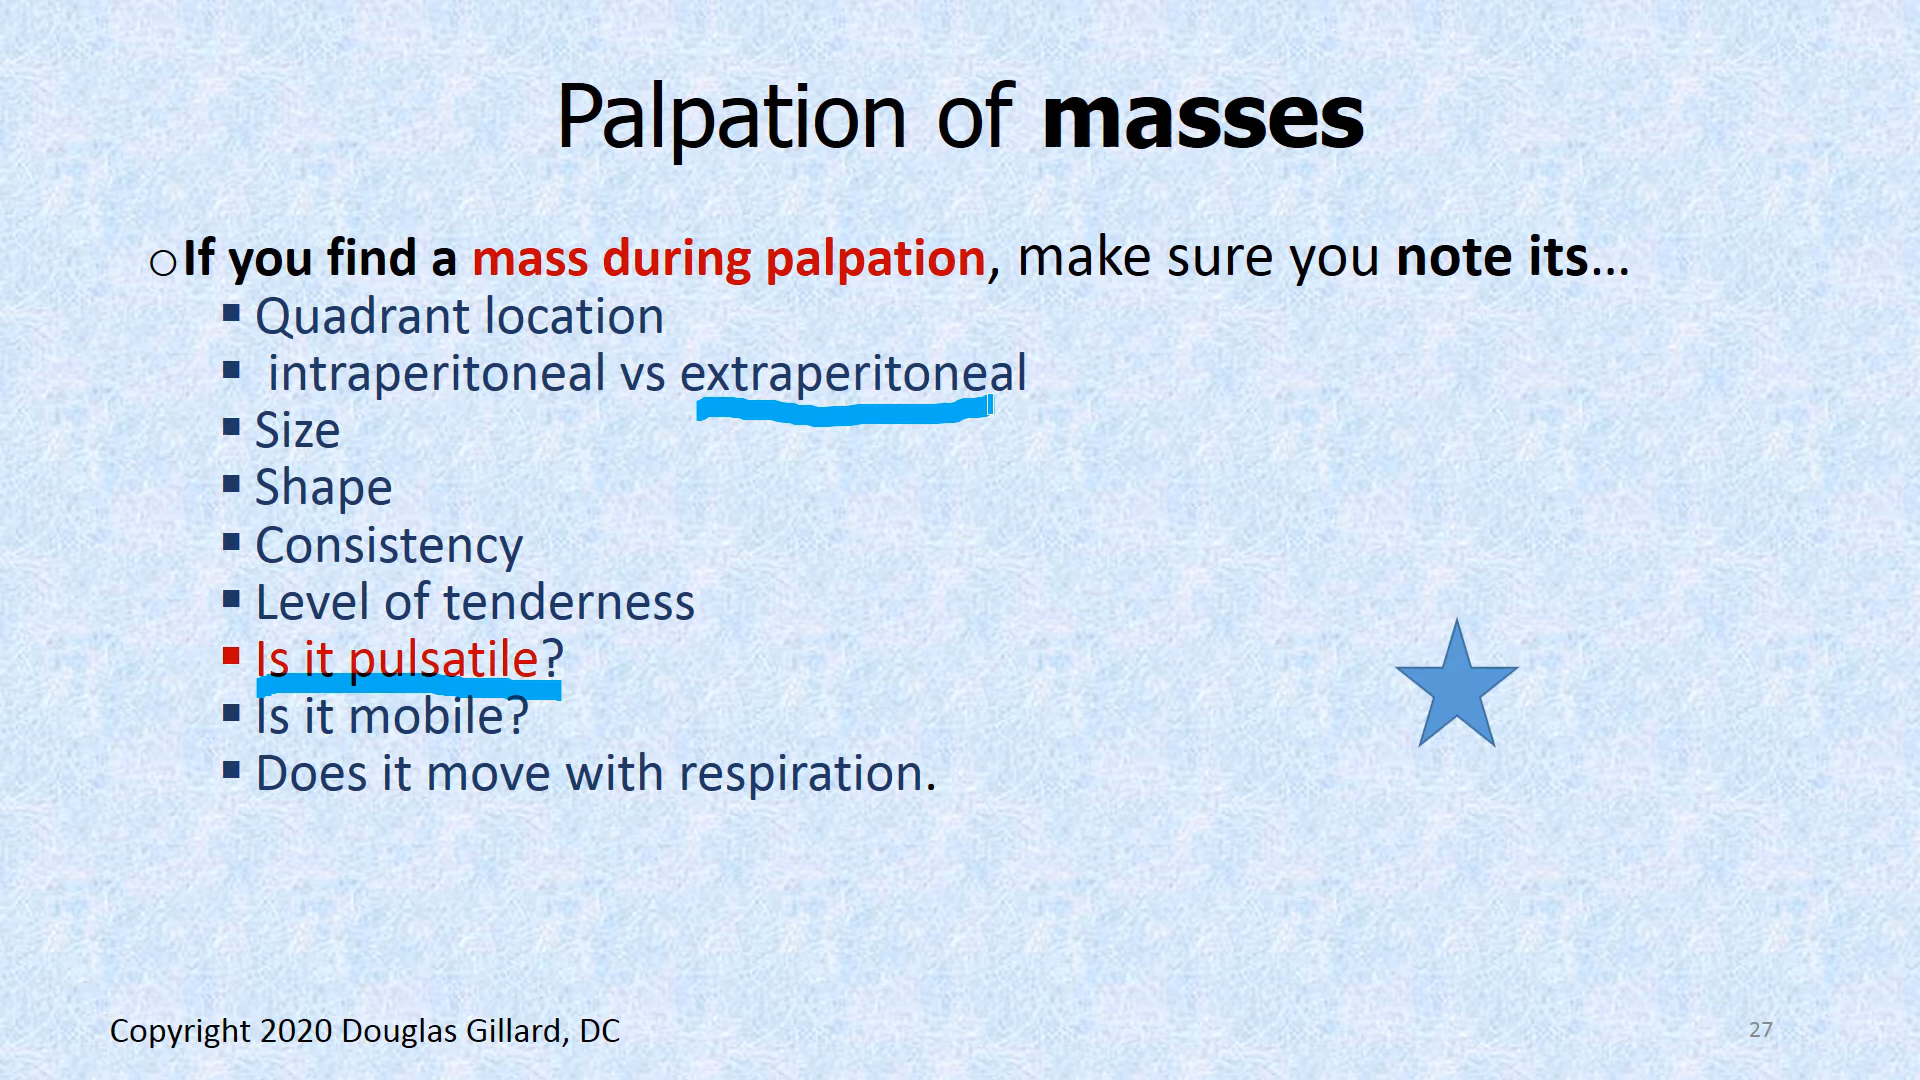 Palpation of masses
If you find a mass during palpation, make sure you note its...
Quadrant location
intraperitoneal vs extraperitoneal
Size
Shape
Consistency
Level of tenderness
Is it pulsatile?
Is it mobile?
Does it move with respiration.
Copyright 2020 Douglas Gillard, DC
27